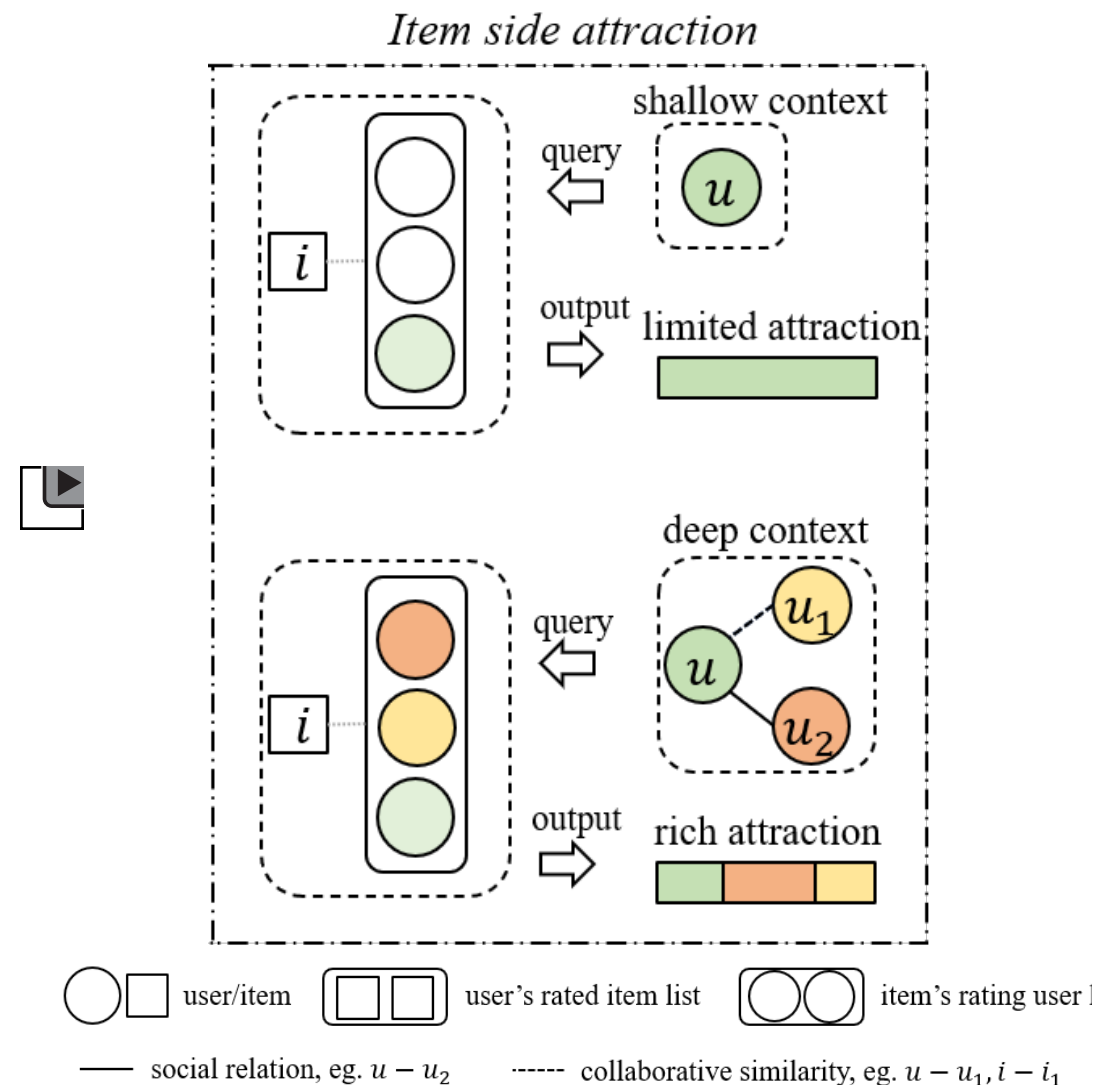 Item side attraction
shallow context
query
u
i
output
limited attraction
deep context
u₁
query
u
i
u₂
output
rich attraction
user/item
user's rated item list
item's rating user
social relation, eg. u − u₂
collaborative similarity, eg. u − u₁, i − i₁